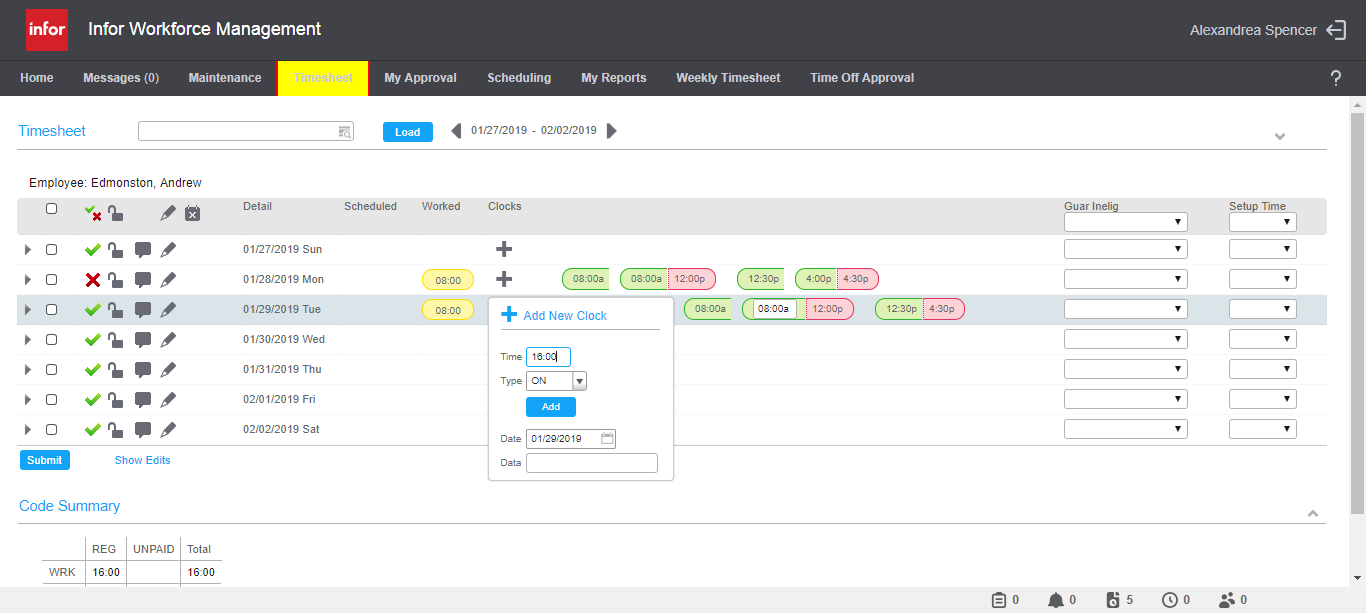 infor Infor Workforce Management Alexandrea Spencer
Home Messages (0) Maintenance Timesheet My Approval Scheduling My Reports Weekly Timesheet Time Off Approval ?
Timesheet Load 01/27/2019 - 02/02/2019
Employee: Edmonston, Andrew
Detail Scheduled Worked Clocks Guar Inelig Setup Time
01/27/2019 Sun
01/28/2019 Mon 08:00 08:00a 08:00a 12:00p 12:30p 4:00p 4:30p
01/29/2019 Tue 08:00 08:00a 08:00a 12:00p 12:30p 4:30p
Add New Clock
01/30/2019 Wed
Time 16:00
01/31/2019 Thu
Type ON
02/01/2019 Fri
Add
02/02/2019 Sat
Date 01/29/2019
Submit Show Edits
Data
Code Summary
REG UNPAID Total
WRK 16:00 16:00
0 0 5 0 0